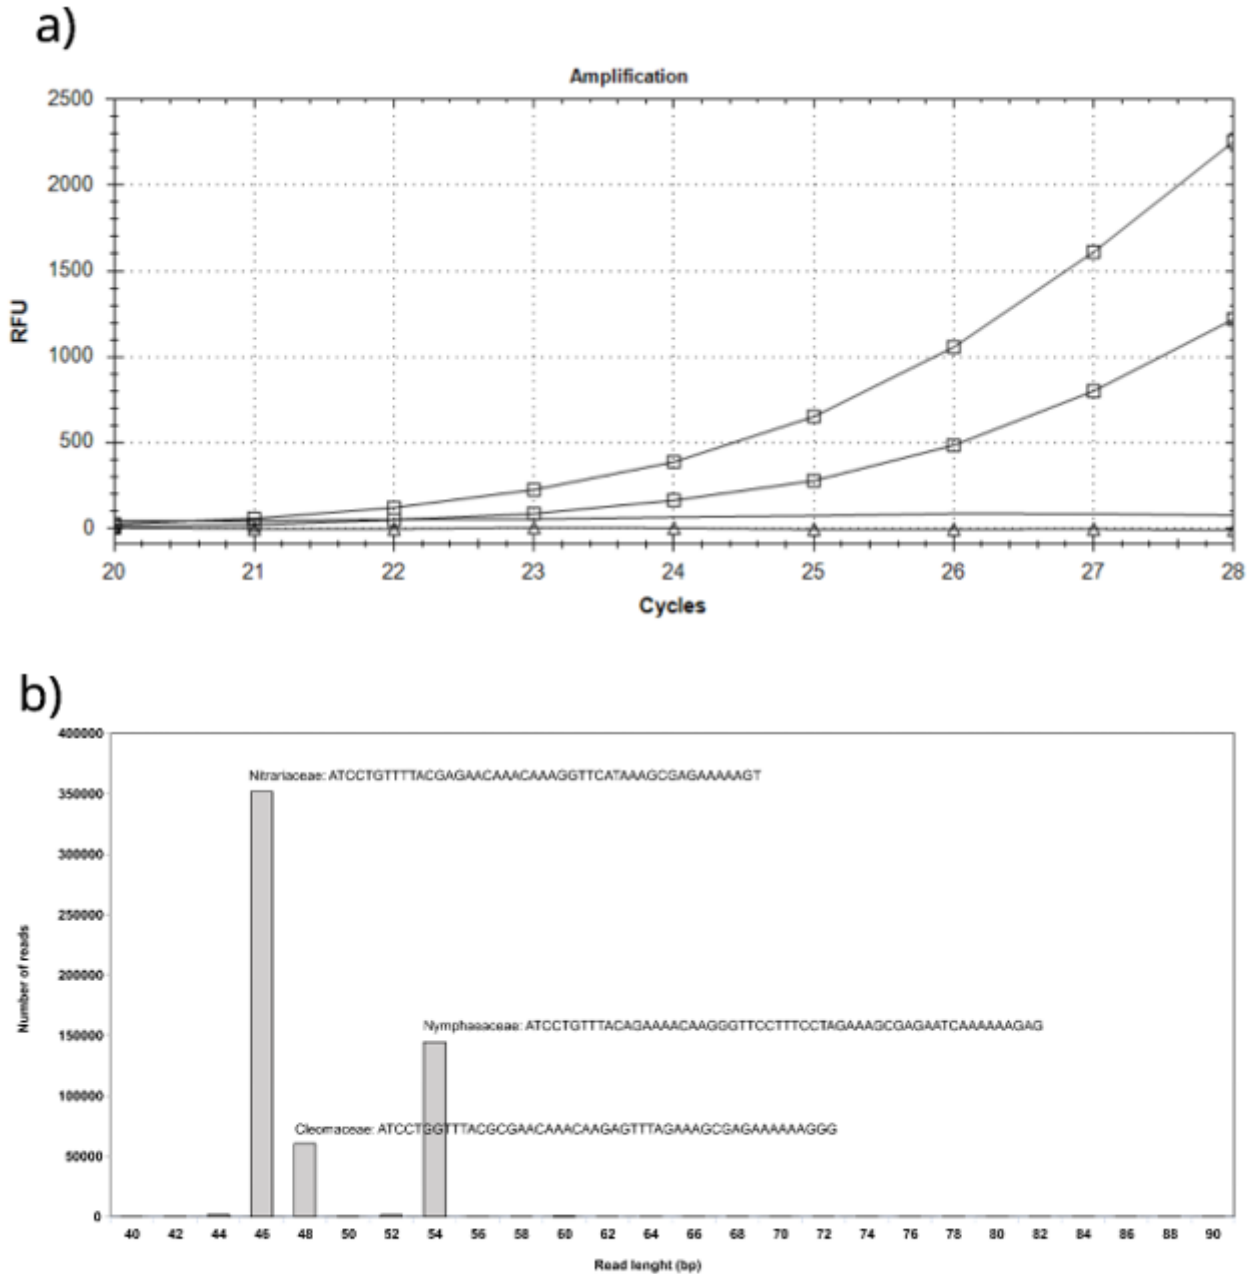 a)
Amplification
2500
2000
1500
1000
500
0
RFU
20 21 22 23 24 25 26 27 28
Cycles
b)
400000
350000
300000
250000
200000
150000
100000
50000
0
Number of reads
Nitrariaceae: ATCCTGTTTTACGAGAACAAACAAAGGTTCATAAAGCGAGAAAAAGT
Nymphaeaceae: ATCCTGTTTACAGAAAACAAGGGTTCCTTTCCTAGAAAGCGAGAATCAAAAAAGAG
Cleomaceae: ATCCTGGTTTACGCGAACAAACAAGAGTTTAGAAAGCGAGAAAAAAGGG
40 42 44 46 48 50 52 54 56 58 60 62 64 66 68 70 72 74 76 78 80 82 84 86 88 90
Read lenght (bp)